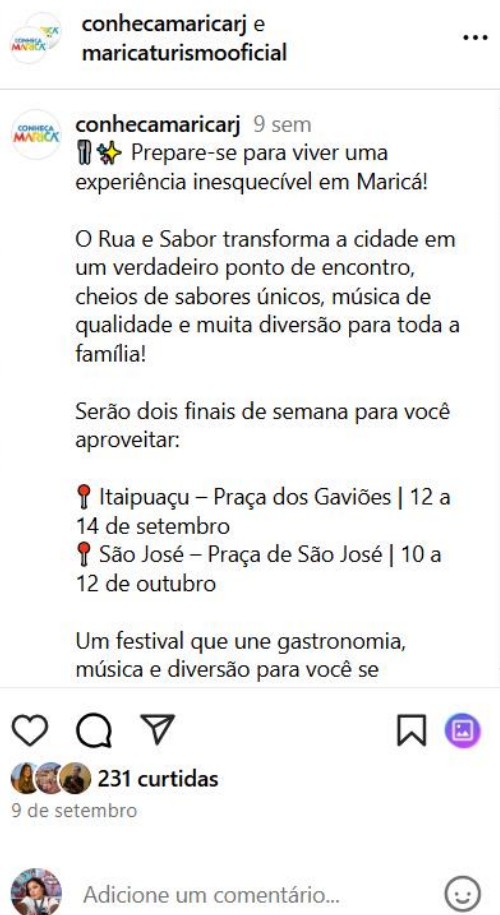 conhecamaricarj e
maricaturismooficial
CONHEÇA
MARICÁ
conhecamaricarj 9 sem
🍴✨ Prepare-se para viver uma
experiência inesquecível em Maricá!
O Rua e Sabor transforma a cidade em
um verdadeiro ponto de encontro,
cheios de sabores únicos, música de
qualidade e muita diversão para toda a
família!
Serão dois finais de semana para você
aproveitar:
📍 Itaipuaçu – Praça dos Gaviões | 12 a
14 de setembro
📍 São José – Praça de São José | 10 a
12 de outubro
Um festival que une gastronomia,
música e diversão para você se
231 curtidas
9 de setembro
Adicione um comentário...